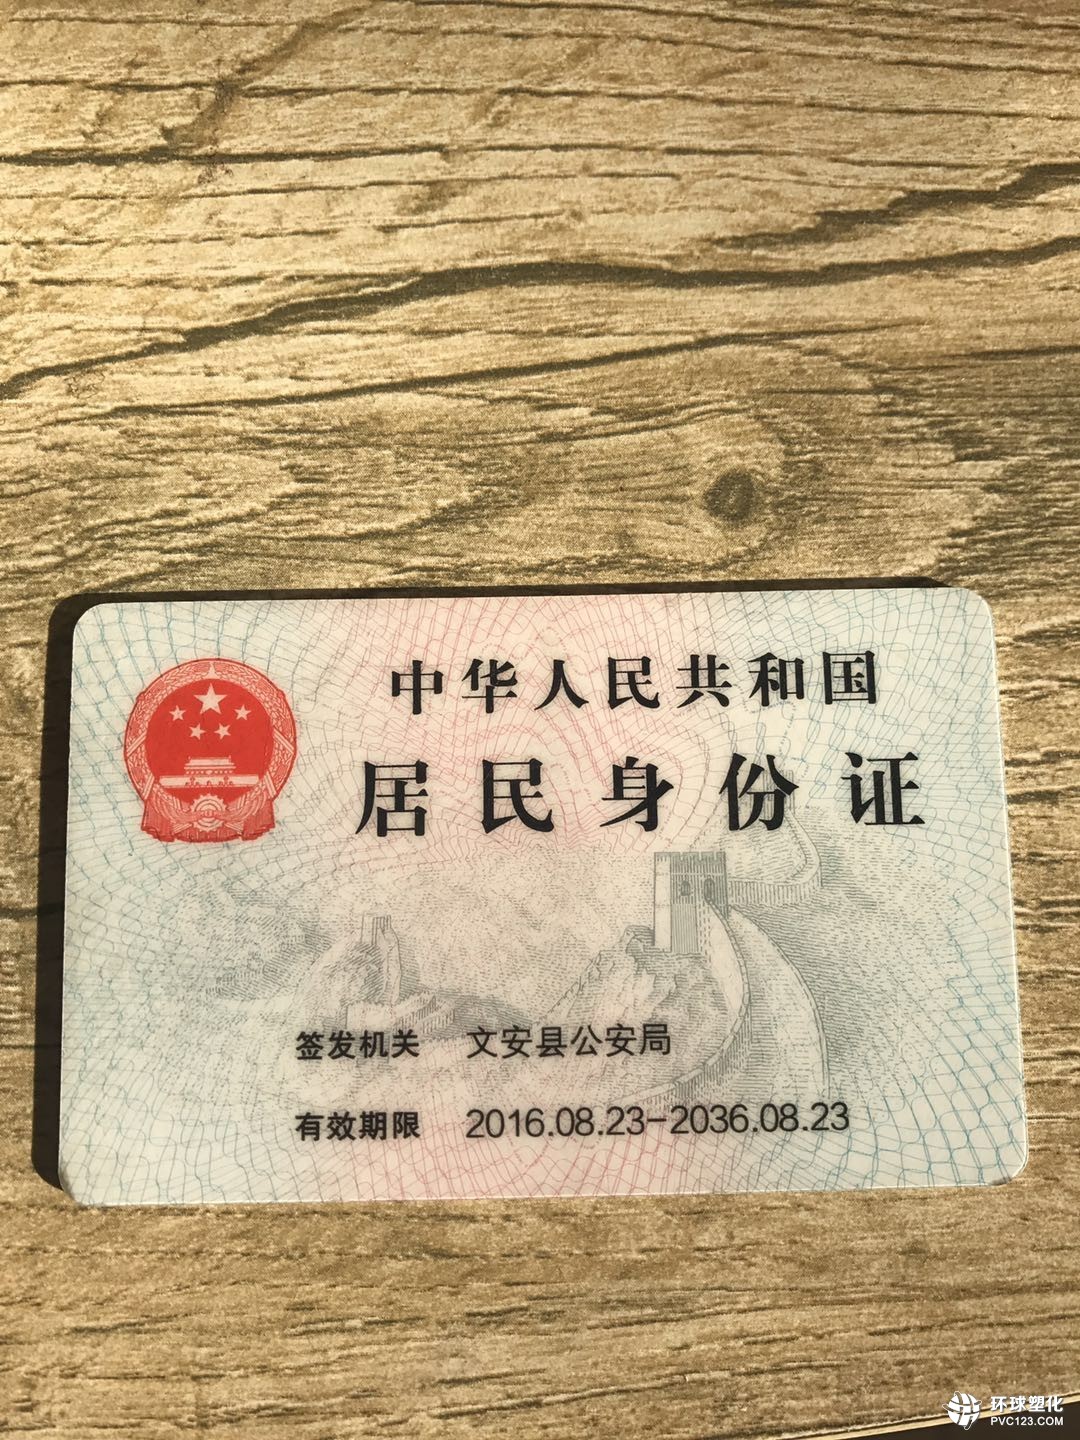 中华人民共和国
居民身份证
签发机关 文安县公安局
有效期限 2016.08.23-2036.08.23
环球塑化
PVC123.COM